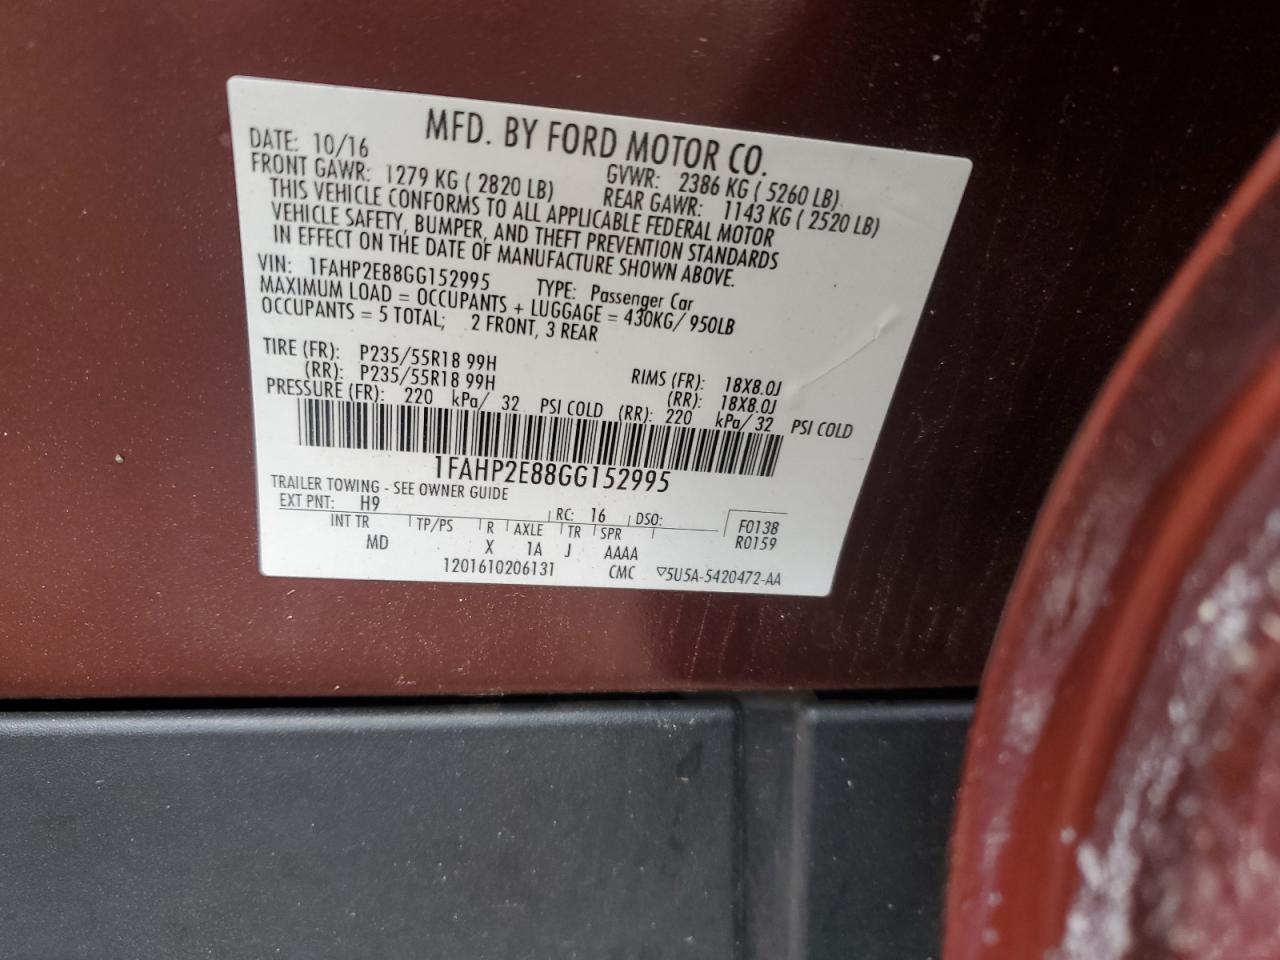 MFD. BY FORD MOTOR CO.
DATE: 10/16 GVWR: 2386 KG ( 5260 LB)
FRONT GAWR: 1279 KG ( 2820 LB) REAR GAWR: 1143 KG ( 2520 LB)
THIS VEHICLE CONFORMS TO ALL APPLICABLE FEDERAL MOTOR
VEHICLE SAFETY, BUMPER, AND THEFT PREVENTION STANDARDS
IN EFFECT ON THE DATE OF MANUFACTURE SHOWN ABOVE.
VIN: 1FAHP2E88GG152995 TYPE: Passenger Car
MAXIMUM LOAD = OCCUPANTS + LUGGAGE = 430KG/ 950LB
OCCUPANTS = 5 TOTAL; 2 FRONT, 3 REAR
TIRE (FR): P235/55R18 99H RIMS (FR): 18X8.0J
(RR): P235/55R18 99H (RR): 18X8.0J
PRESSURE (FR): 220 kPa/ 32 PSI COLD (RR): 220 kPa/ 32 PSI COLD
1FAHP2E88GG152995
TRAILER TOWING - SEE OWNER GUIDE
EXT PNT: H9 RC: 16 DSO: F0138
INT TR TP/PS R AXLE TR SPR R0159
MD X 1A J AAAA
1201610206131 CMC ▽5U5A-5420472-AA